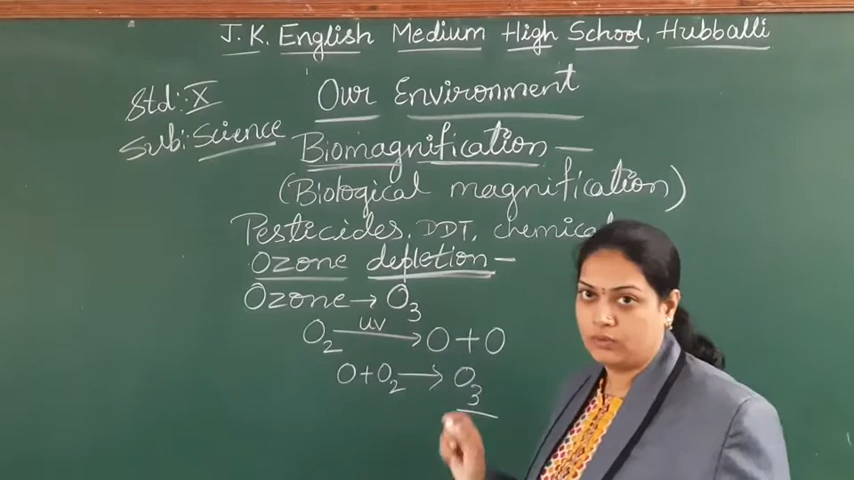 J.K. English Medium High School, Hubballi
Std: X
Our Environment
Sub: Science
Biomagnification —
(Biological magnification)
Pesticides, DDT, chemical
Ozone depletion —
Ozone → O₃
O₂ —UV→ O + O
O + O₂ → O₃